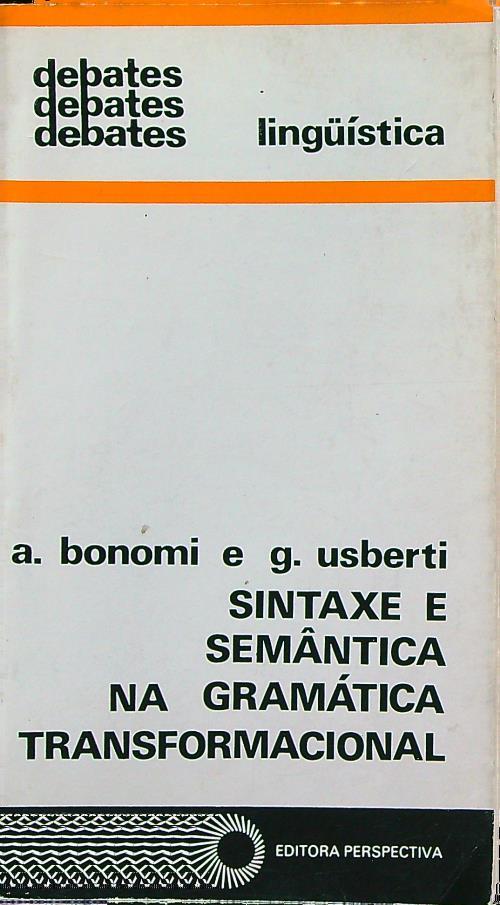 debates
debates
debates lingüística
a. bonomi e g. usberti
SINTAXE E
SEMÂNTICA
NA GRAMÁTICA
TRANSFORMACIONAL
EDITORA PERSPECTIVA